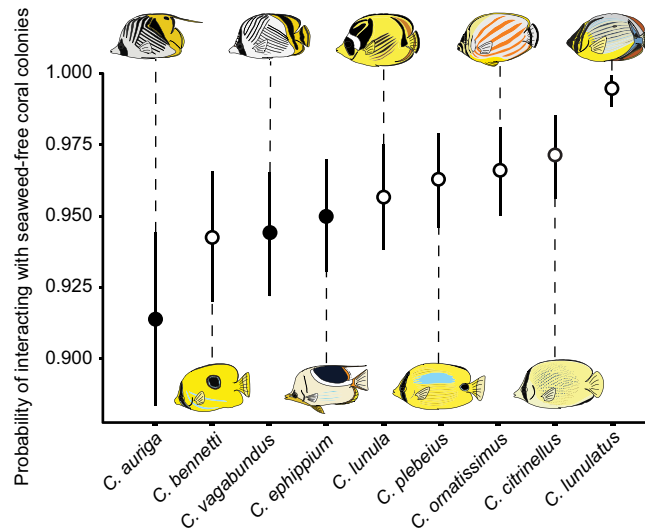 Probability of interacting with seaweed-free coral colonies
1.000
0.975
0.950
0.925
0.900
C. auriga
C. bennetti
C. vagabundus
C. ephippium
C. lunula
C. plebeius
C. ornatissimus
C. citrinellus
C. lunulatus